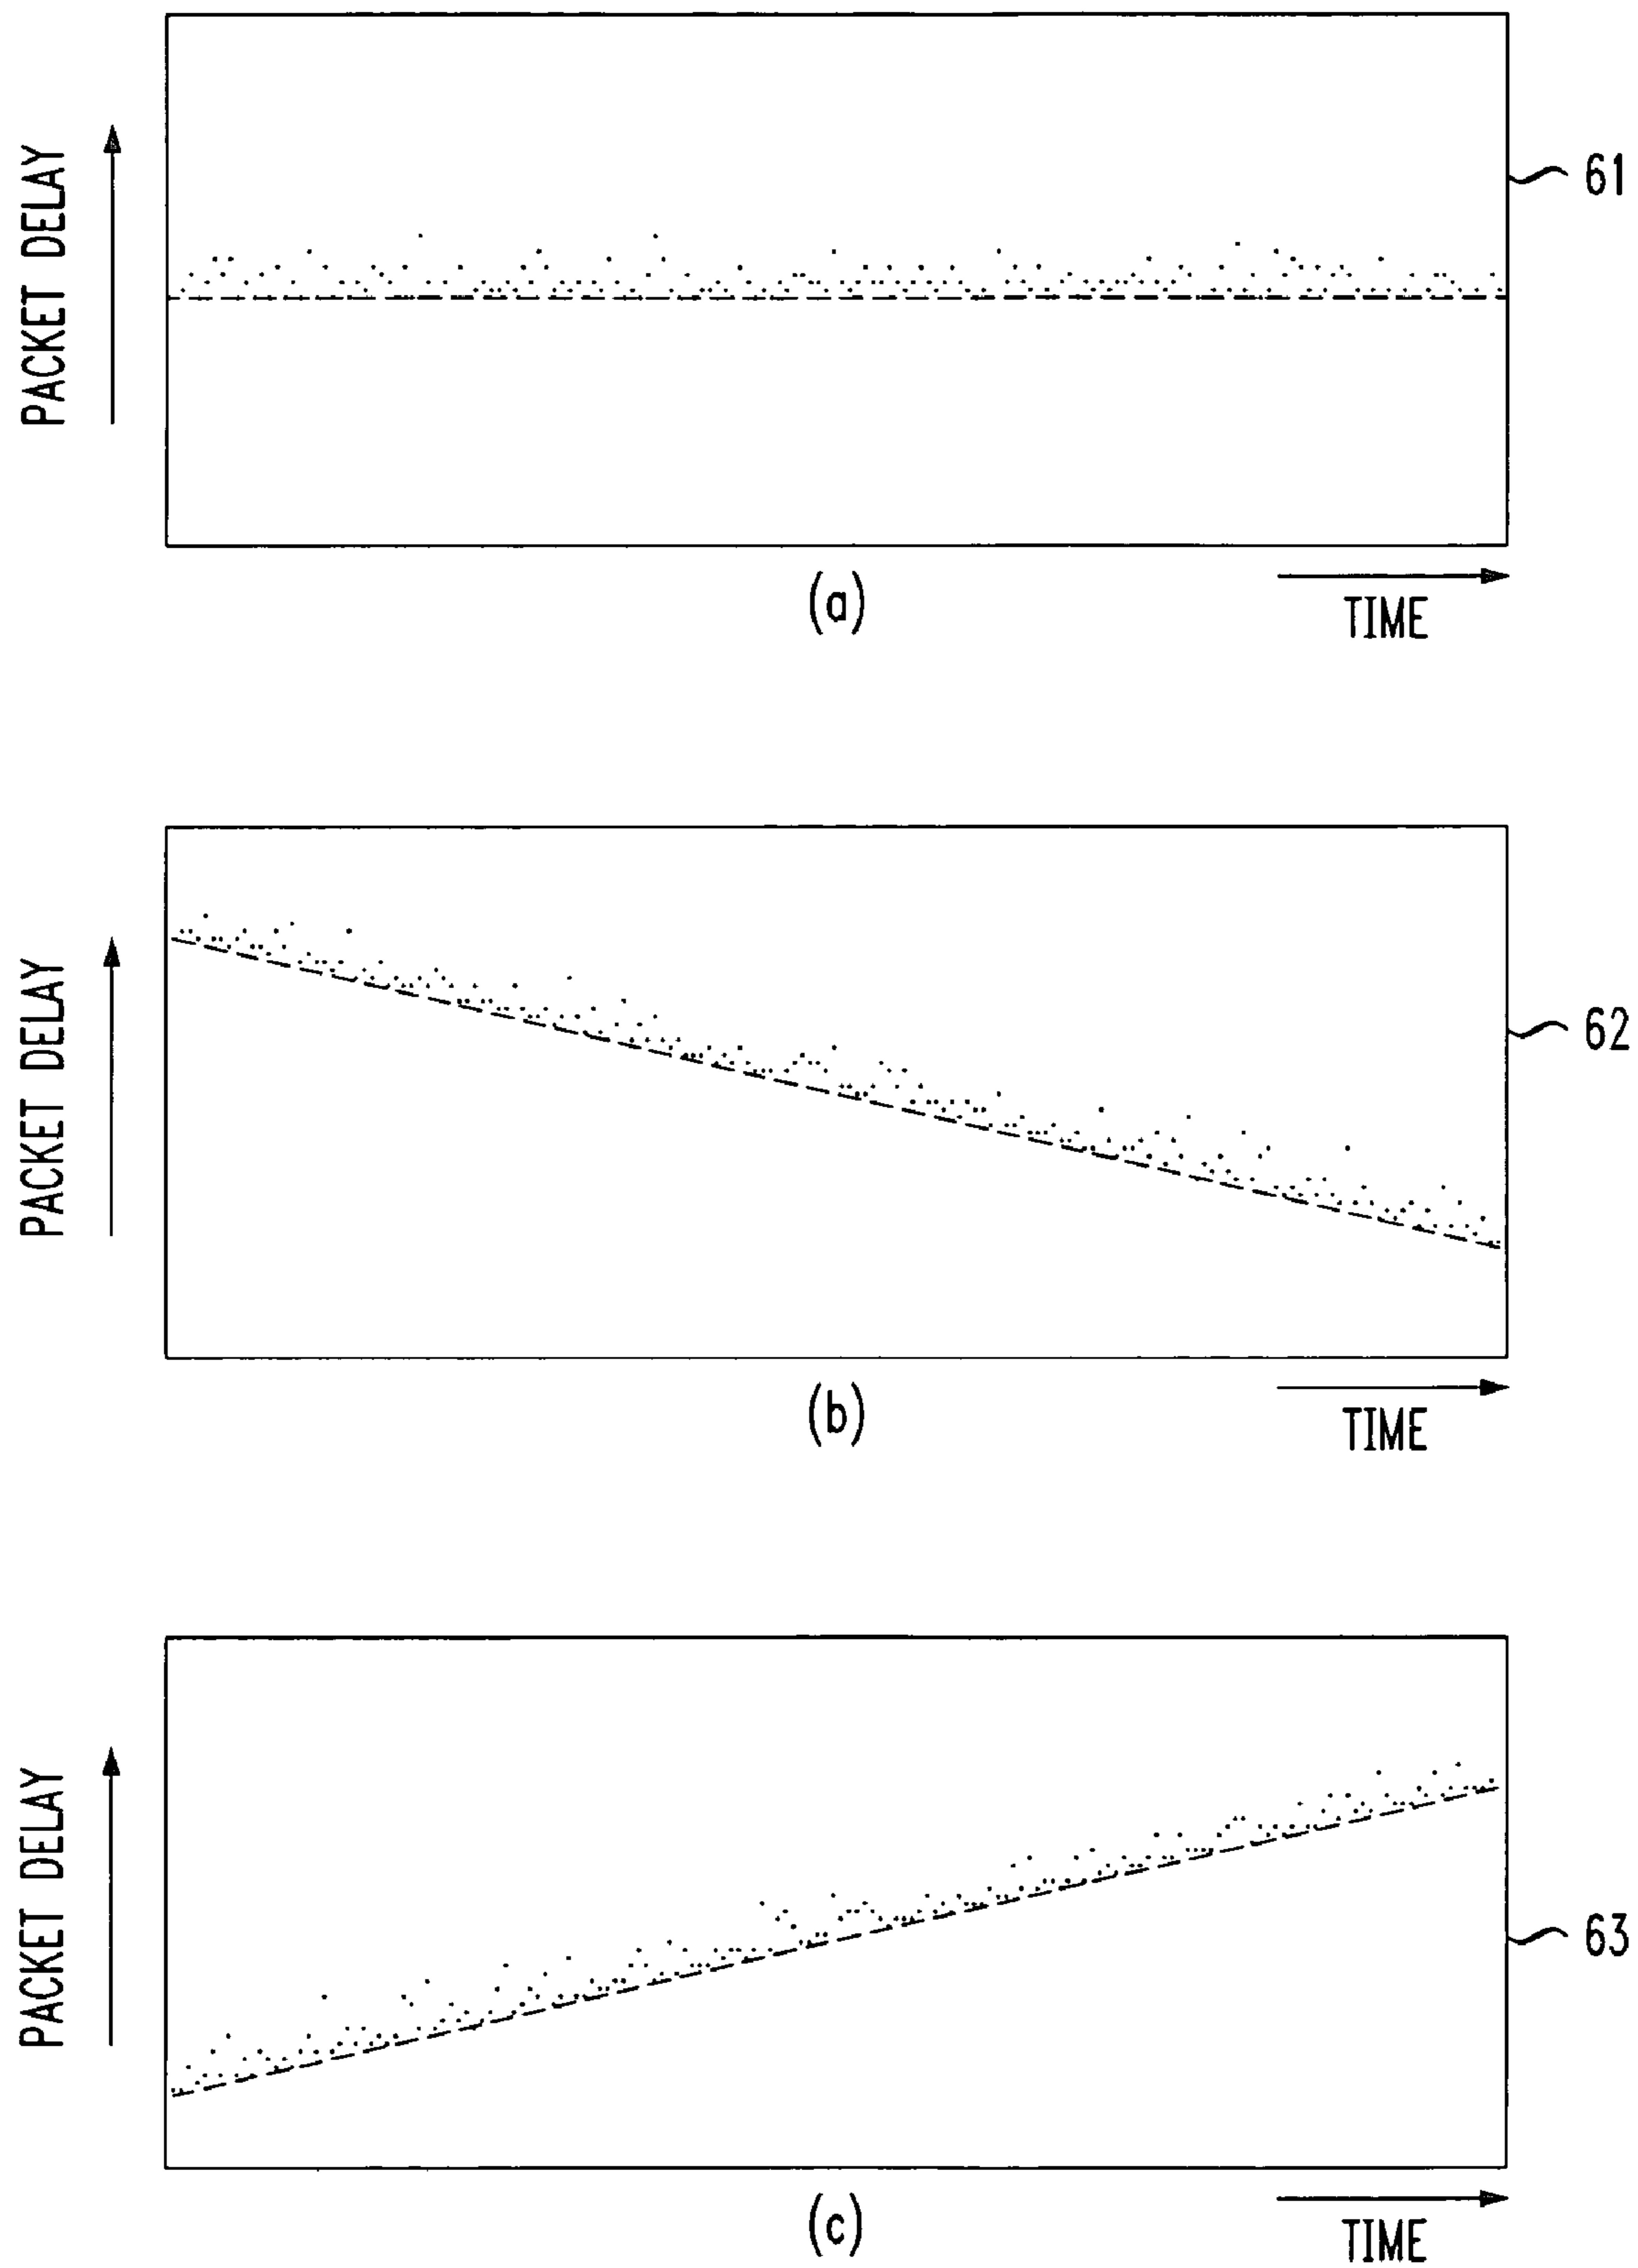 PACKET DELAY
61
(a)
TIME
PACKET DELAY
62
(b)
TIME
PACKET DELAY
63
(c)
TIME